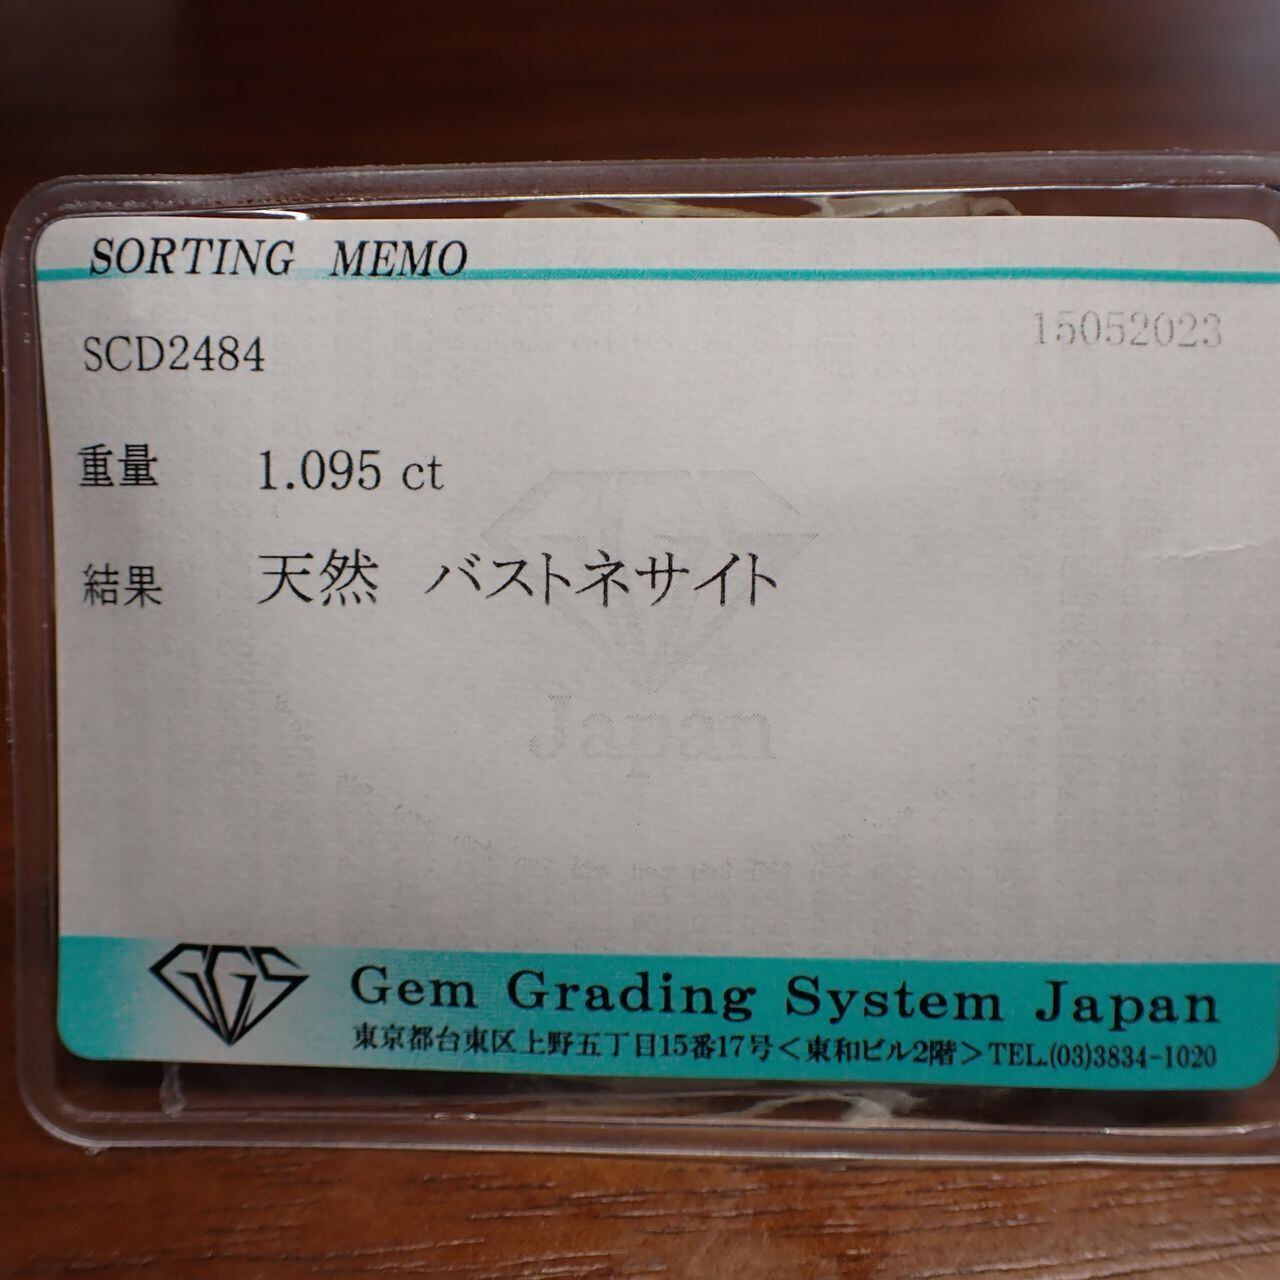 SORTING MEMO
15052023
SCD2484
重量 1.095 ct
結果 天然 バストネサイト
Japan
GGS
Gem Grading System Japan
東京都台東区上野五丁目15番17号<東和ビル2階>TEL.(03)3834-1020